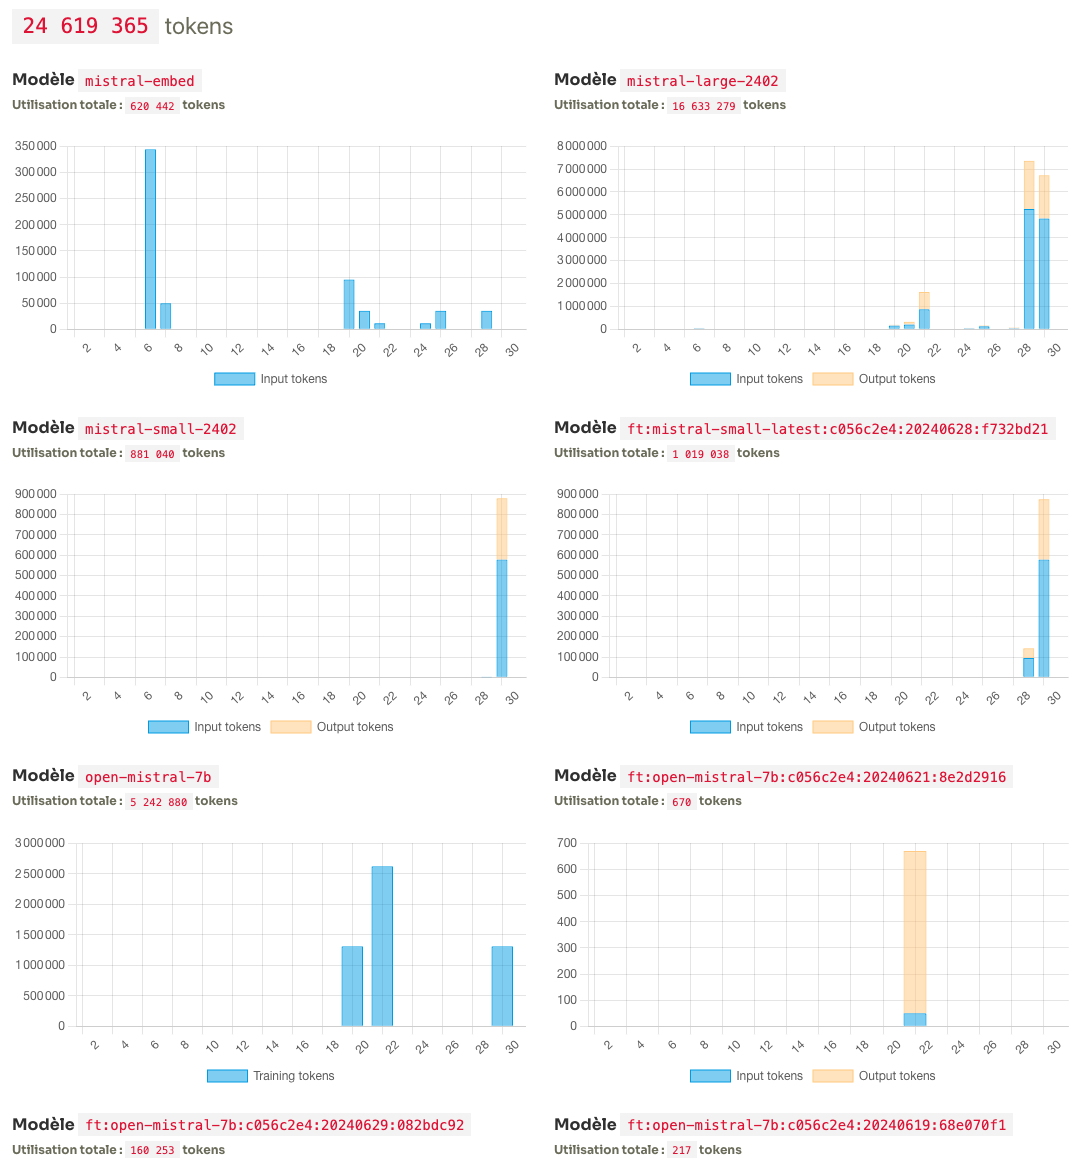 24 619 365 tokens
Modèle mistral-embed
Utilisation totale : 620 442 tokens
350 000
300 000
250 000
200 000
150 000
100 000
50 000
0
2 4 6 8 10 12 14 16 18 20 22 24 26 28 30
Input tokens
Modèle mistral-large-2402
Utilisation totale : 16 633 279 tokens
8 000 000
7 000 000
6 000 000
5 000 000
4 000 000
3 000 000
2 000 000
1 000 000
0
2 4 6 8 10 12 14 16 18 20 22 24 26 28 30
Input tokens Output tokens
Modèle mistral-small-2402
Utilisation totale : 881 040 tokens
900 000
800 000
700 000
600 000
500 000
400 000
300 000
200 000
100 000
0
2 4 6 8 10 12 14 16 18 20 22 24 26 28 30
Input tokens Output tokens
Modèle ft:mistral-small-latest:c056c2e4:20240628:f732bd21
Utilisation totale : 1 019 038 tokens
900 000
800 000
700 000
600 000
500 000
400 000
300 000
200 000
100 000
0
2 4 6 8 10 12 14 16 18 20 22 24 26 28 30
Input tokens Output tokens
Modèle open-mistral-7b
Utilisation totale : 5 242 880 tokens
3 000 000
2 500 000
2 000 000
1 500 000
1 000 000
500 000
0
2 4 6 8 10 12 14 16 18 20 22 24 26 28 30
Training tokens
Modèle ft:open-mistral-7b:c056c2e4:20240621:8e2d2916
Utilisation totale : 670 tokens
700
600
500
400
300
200
100
0
2 4 6 8 10 12 14 16 18 20 22 24 26 28 30
Input tokens Output tokens
Modèle ft:open-mistral-7b:c056c2e4:20240629:082bdc92
Utilisation totale : 160 253 tokens
Modèle ft:open-mistral-7b:c056c2e4:20240619:68e070f1
Utilisation totale : 217 tokens